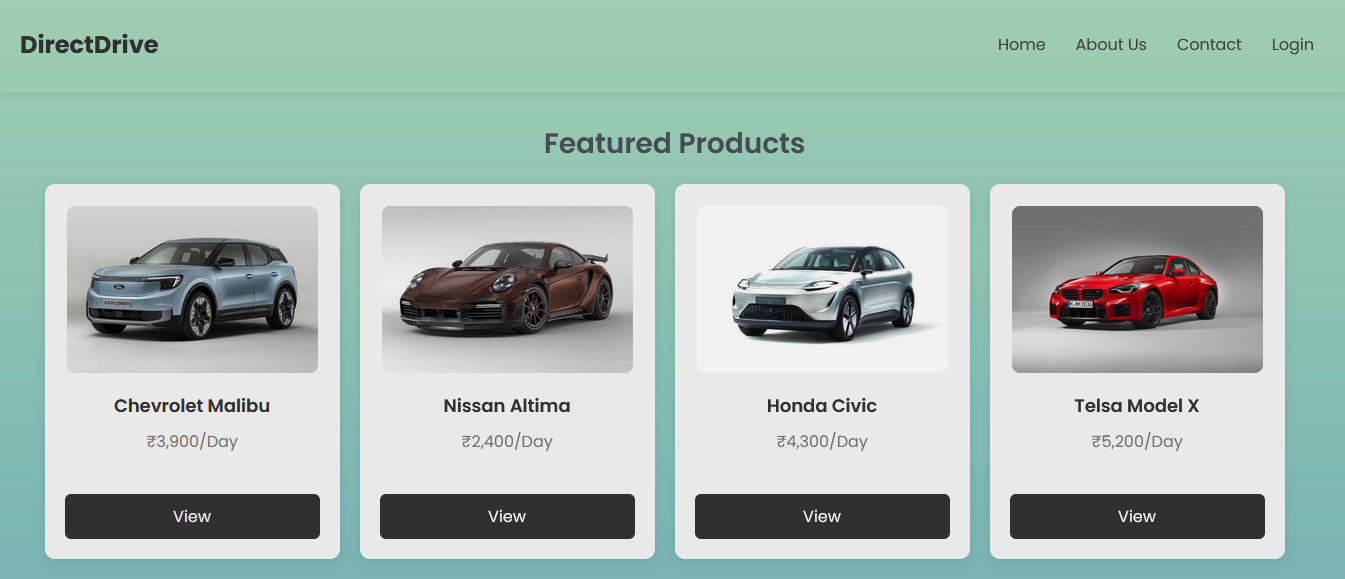 DirectDrive
Home About Us Contact Login
Featured Products
EXPLORER
Chevrolet Malibu
₹3,900/Day
View
Nissan Altima
₹2,400/Day
View
Honda Civic
₹4,300/Day
View
Telsa Model X
₹5,200/Day
View